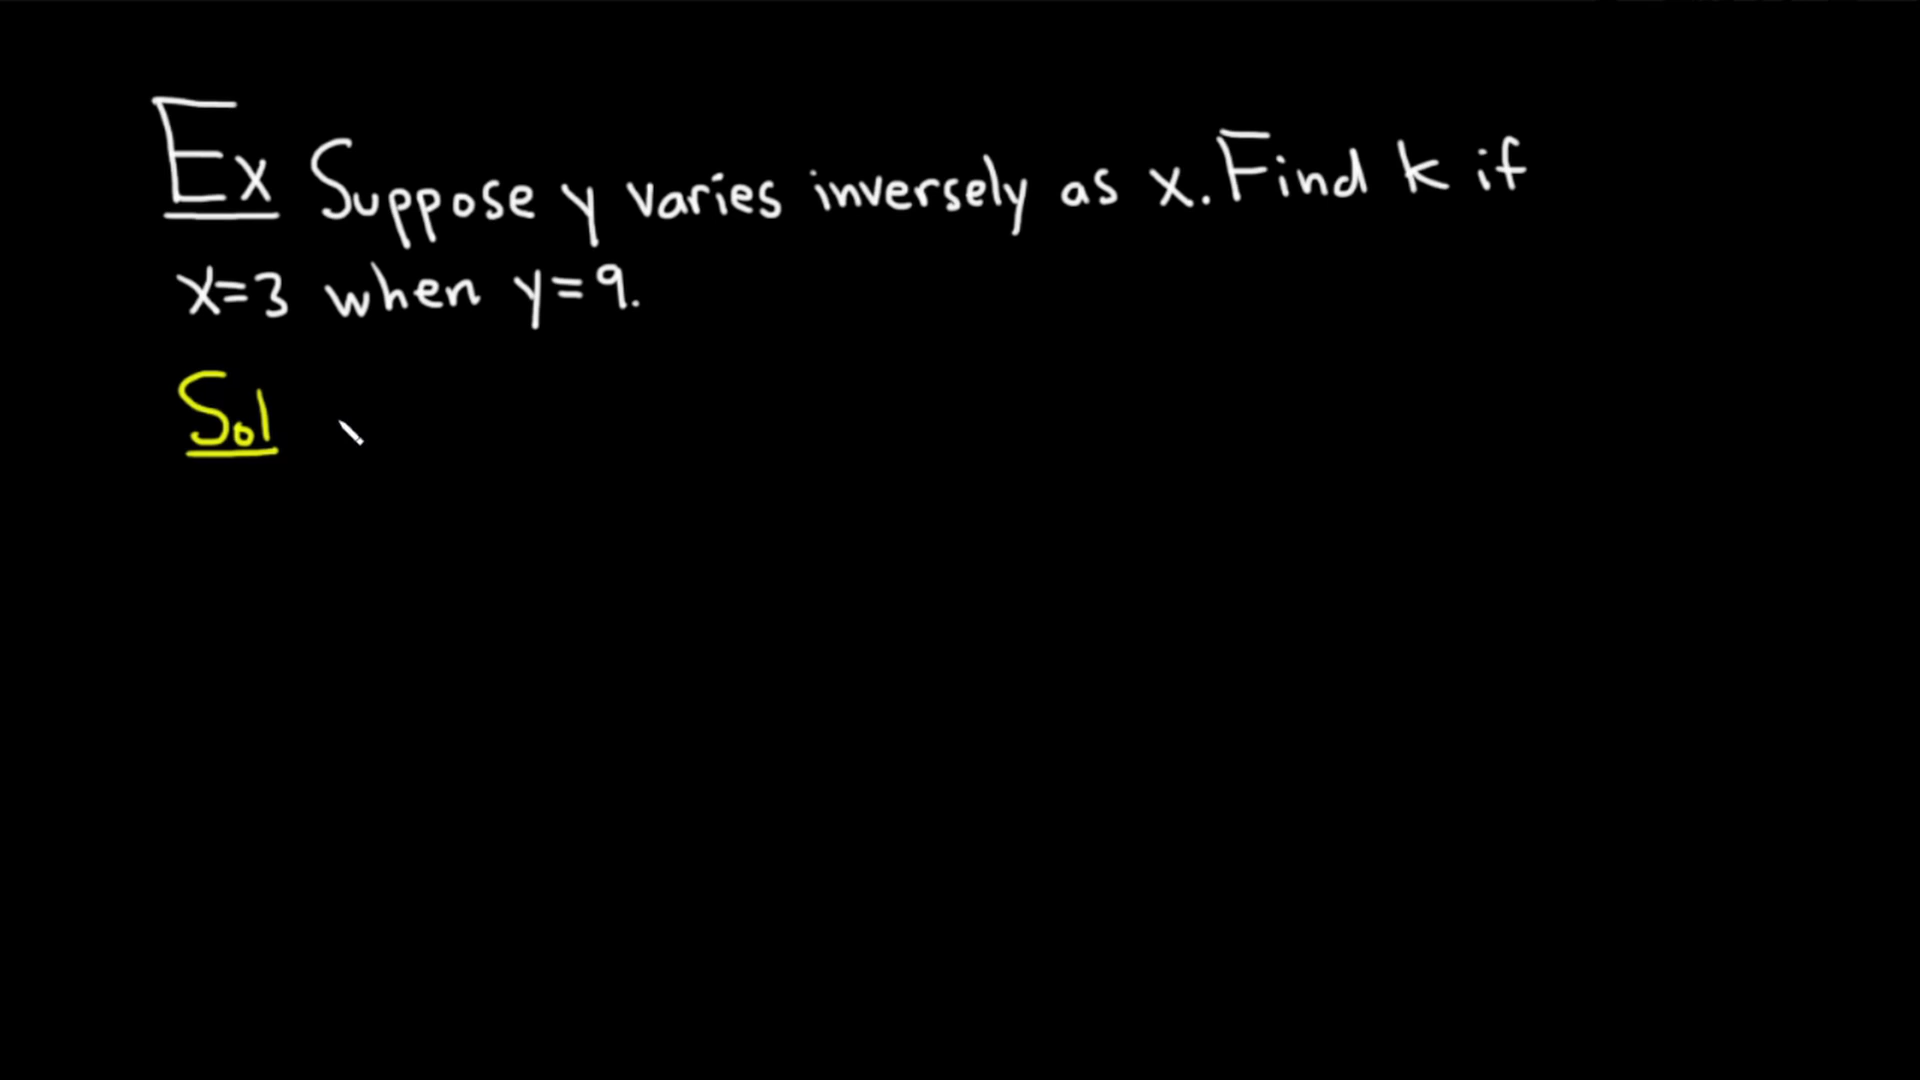 Ex Suppose y varies inversely as x. Find k if
x=3 when y=9.
Sol